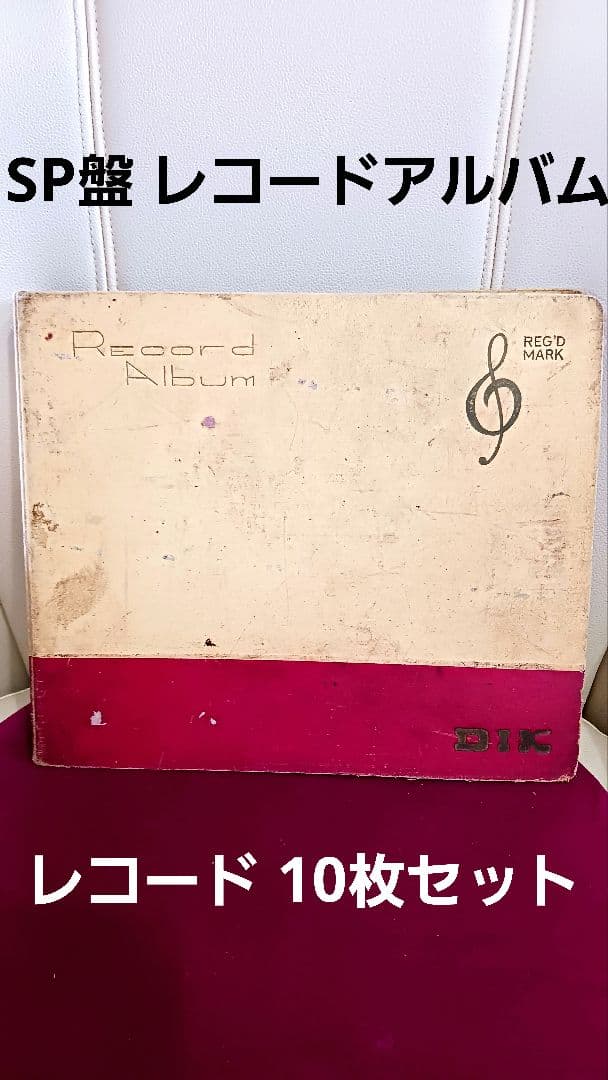 SP盤 レコードアルバム
Record
Album
REG'D
MARK
DIK
レコード 10枚セット